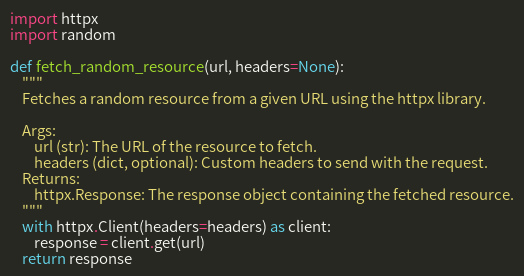 import httpx
import random

def fetch_random_resource(url, headers=None):
    """
    Fetches a random resource from a given URL using the httpx library.

    Args:
        url (str): The URL of the resource to fetch.
        headers (dict, optional): Custom headers to send with the request.
    Returns:
        httpx.Response: The response object containing the fetched resource.
    """
    with httpx.Client(headers=headers) as client:
        response = client.get(url)
    return response